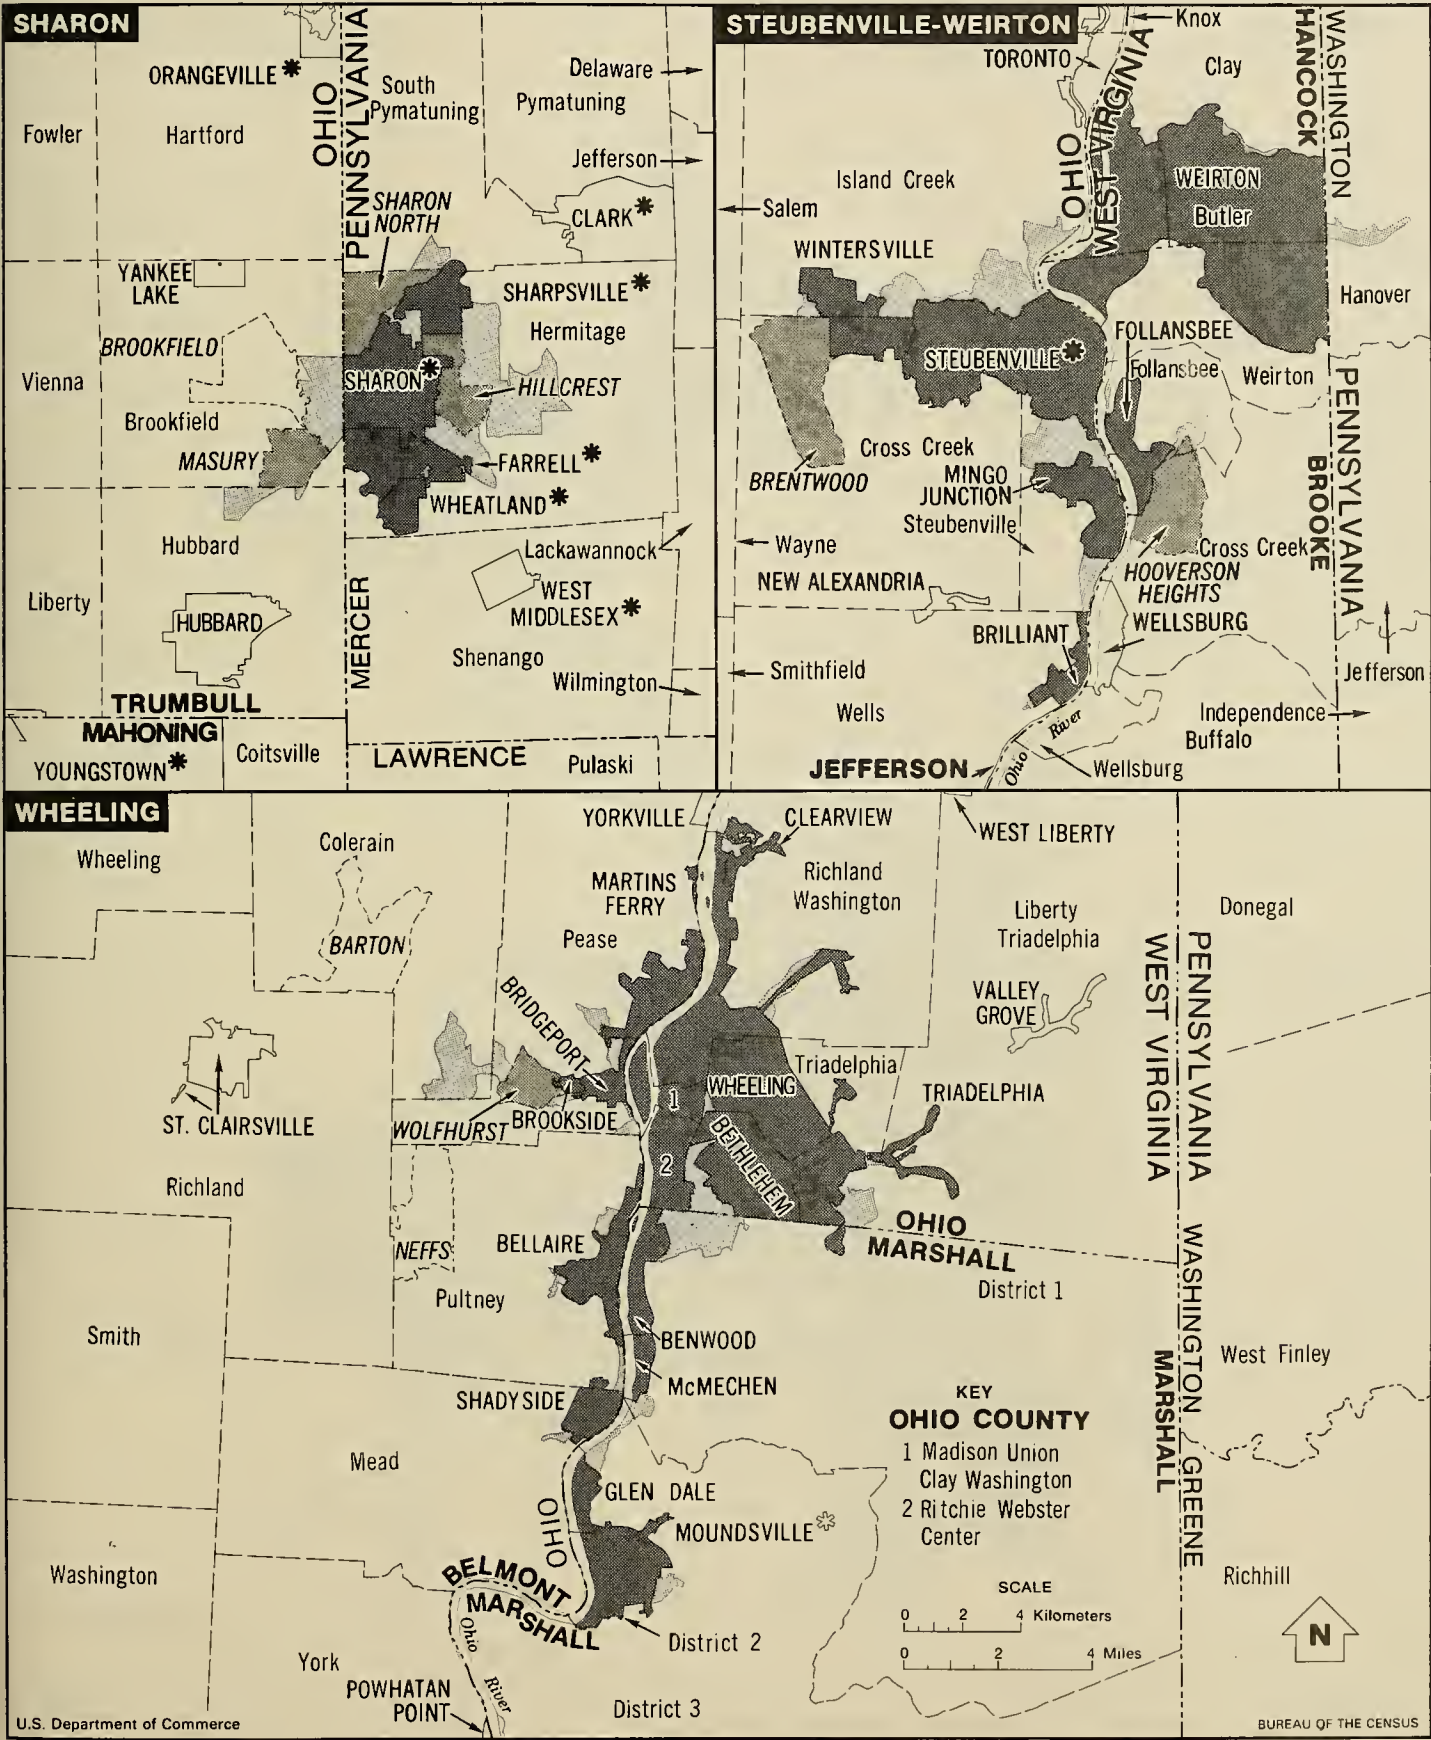 SHARON
ORANGEVILLE *
OHIO
PENNSYLVANIA
South
Pymatuning
Delaware
Pymatuning
Fowler
Hartford
Jefferson
SHARON
NORTH
CLARK *
YANKEE
LAKE
SHARPSVILLE *
Hermitage
BROOKFIELD
Vienna
SHARON *
HILLCREST
Brookfield
MASURY
FARRELL *
WHEATLAND *
Hubbard
Lackawannock
Liberty
HUBBARD
MERCER
WEST
MIDDLESEX *
Shenango
Wilmington
TRUMBULL
MAHONING
YOUNGSTOWN *
Coitsville
LAWRENCE
Pulaski
STEUBENVILLE-WEIRTON
Knox
TORONTO
Clay
HANCOCK
WASHINGTON
OHIO
WEST VIRGINIA
Island Creek
WEIRTON
Butler
Salem
WINTERSVILLE
Hanover
FOLLANSBEE
STEUBENVILLE *
Follansbee
Weirton
PENNSYLVANIA
Cross Creek
BRENTWOOD
MINGO
JUNCTION
Steubenville
BROOKE
Wayne
Cross Creek
HOOVERSON
HEIGHTS
NEW ALEXANDRIA
BRILLIANT
WELLSBURG
Smithfield
Jefferson
Wells
Independence
Buffalo
Ohio River
JEFFERSON
Wellsburg
WHEELING
YORKVILLE
CLEARVIEW
WEST LIBERTY
Wheeling
Colerain
MARTINS
FERRY
Richland
Washington
Liberty
Triadelphia
Donegal
Pease
BARTON
PENNSYLVANIA
WEST VIRGINIA
VALLEY
GROVE
BRIDGEPORT
Triadelphia
WHEELING
TRIADELPHIA
1
ST. CLAIRSVILLE
WOLFHURST
BROOKSIDE
BETHLEHEM
2
Richland
OHIO
MARSHALL
NEFFS
BELLAIRE
District 1
Pultney
WASHINGTON
Smith
BENWOOD
West Finley
McMECHEN
SHADYSIDE
MARSHALL
GREENE
KEY
OHIO COUNTY
1 Madison Union
Clay Washington
2 Ritchie Webster
Center
Mead
GLEN DALE
OHIO
MOUNDSVILLE *
Washington
BELMONT
MARSHALL
Richhill
SCALE
0 2 4 Kilometers
0 2 4 Miles
N
Ohio River
District 2
York
POWHATAN
POINT
District 3
U.S. Department of Commerce
BUREAU OF THE CENSUS